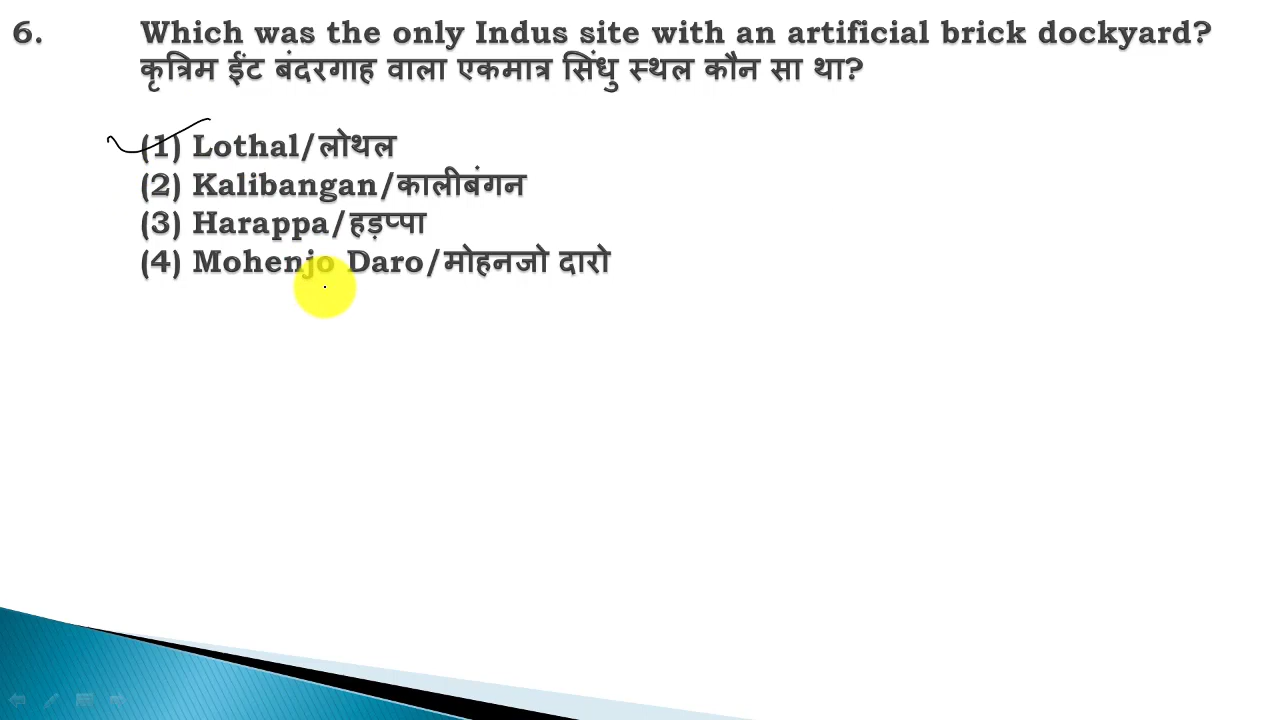 6. Which was the only Indus site with an artificial brick dockyard?
कृत्रिम ईंट बंदरगाह वाला एकमात्र सिंधु स्थल कौन सा था?
(1) Lothal/लोथल
(2) Kalibangan/कालीबंगन
(3) Harappa/हड़प्पा
(4) Mohenjo Daro/मोहनजो दारो